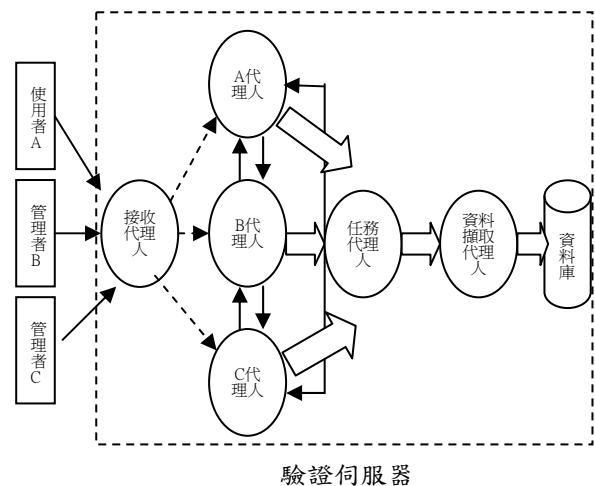 使用者A
管理者B
管理者C
接收
代理
人
A代
理人
B代
理人
C代
理人
任務
代理
人
資料
擷取
代理
人
資料庫
驗證伺服器